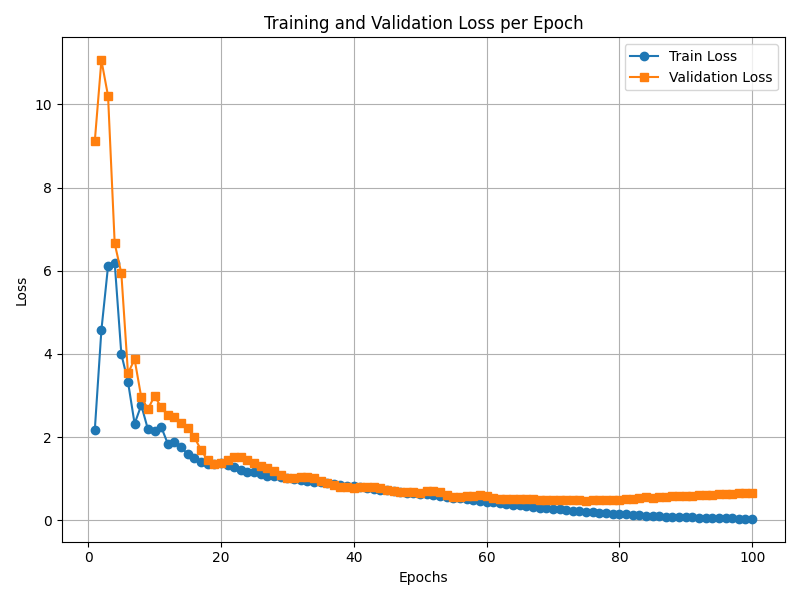 Training and Validation Loss per Epoch
Train Loss
Validation Loss
10
8
6
4
2
0
Loss
0 20 40 60 80 100
Epochs